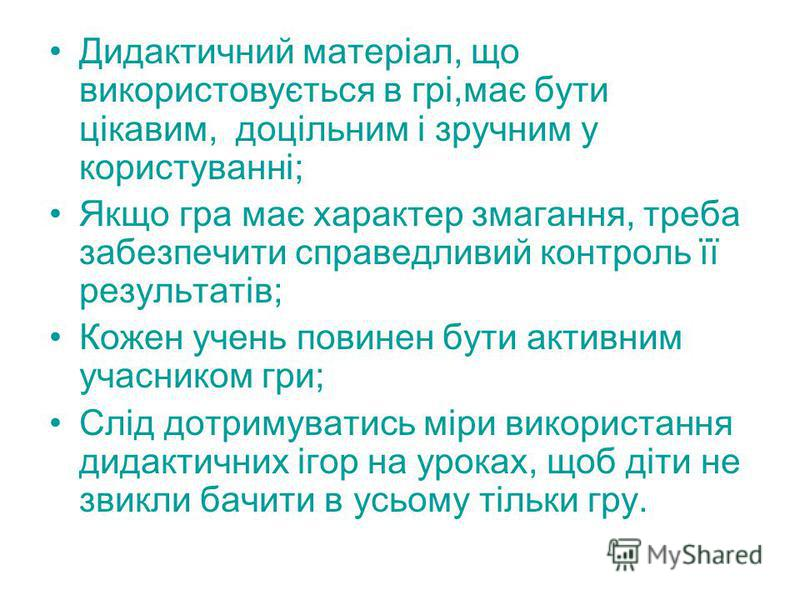 • Дидактичний матеріал, що
використовується в грі,має бути
цікавим,  доцільним і зручним у
користуванні;
• Якщо гра має характер змагання, треба
забезпечити справедливий контроль її
результатів;
• Кожен учень повинен бути активним
учасником гри;
• Слід дотримуватись міри використання
дидактичних ігор на уроках, щоб діти не
звикли бачити в усьому тільки гру.
MyShared